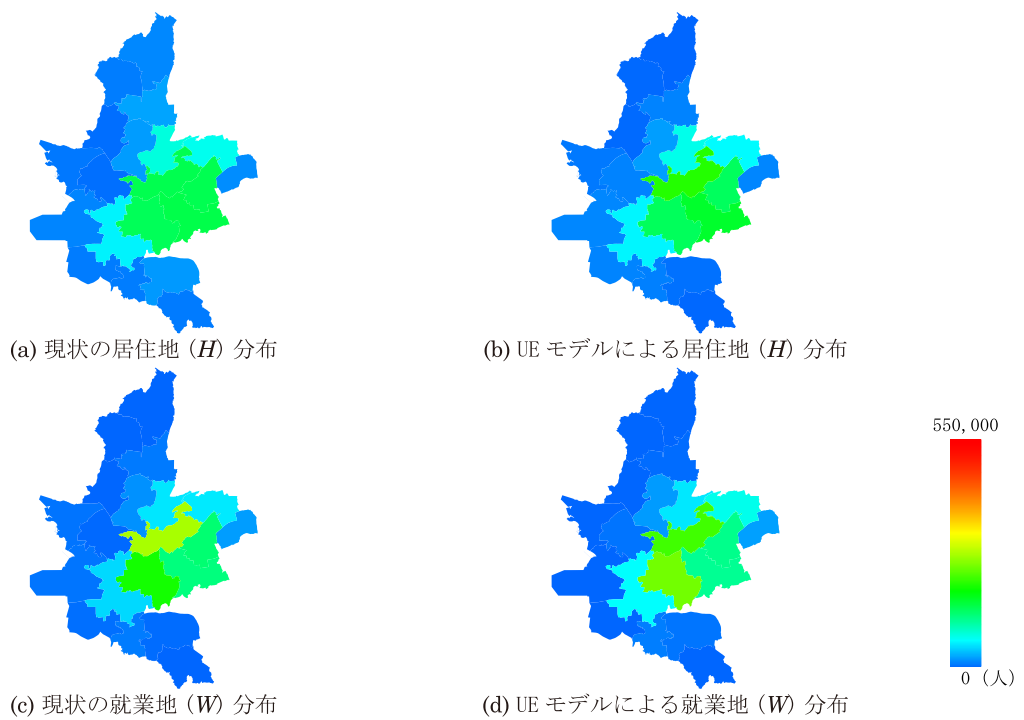 (a) 現状の居住地 (H) 分布
(b) UE モデルによる居住地 (H) 分布
550,000
0 (人)
(c) 現状の就業地 (W) 分布
(d) UE モデルによる就業地 (W) 分布